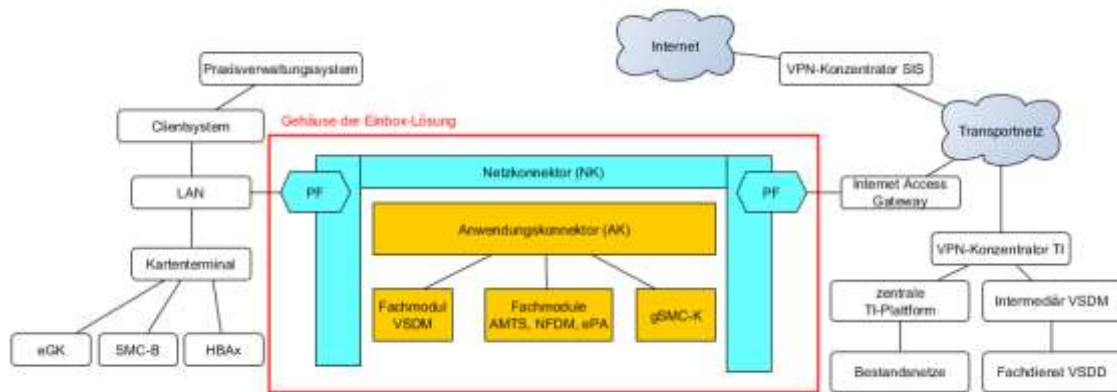 Internet
Praxisverwaltungssystem
VPN-Konzentrator SIS
Clientsystem
Gehäuse der Einbox-Lösung
Transportnetz
Netzkonnektor (NK)
LAN
PF
PF
Internet Access
Gateway
Anwendungskonnektor (AK)
Kartenterminal
VPN-Konzentrator TI
Fachmodul
VSDM
Fachmodule
AMTS, NFDM, ePA
gSMC-K
zentrale
TI-Plattform
Intermediär VSDM
eGK
SMC-B
HBAx
Bestandsnetze
Fachdienst VSDD